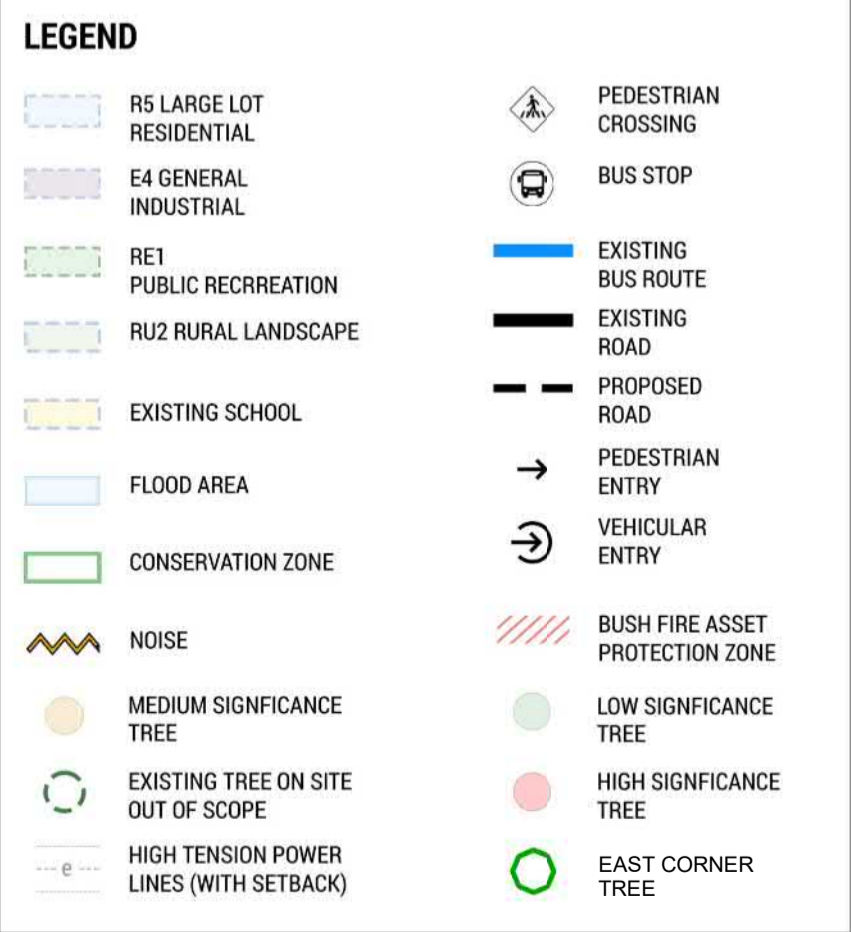 LEGEND
R5 LARGE LOT
RESIDENTIAL
E4 GENERAL
INDUSTRIAL
RE1
PUBLIC RECRREATION
RU2 RURAL LANDSCAPE
EXISTING SCHOOL
FLOOD AREA
CONSERVATION ZONE
NOISE
MEDIUM SIGNFICANCE
TREE
EXISTING TREE ON SITE
OUT OF SCOPE
e
HIGH TENSION POWER
LINES (WITH SETBACK)
PEDESTRIAN
CROSSING
BUS STOP
EXISTING
BUS ROUTE
EXISTING
ROAD
PROPOSED
ROAD
PEDESTRIAN
ENTRY
VEHICULAR
ENTRY
BUSH FIRE ASSET
PROTECTION ZONE
LOW SIGNFICANCE
TREE
HIGH SIGNFICANCE
TREE
EAST CORNER
TREE